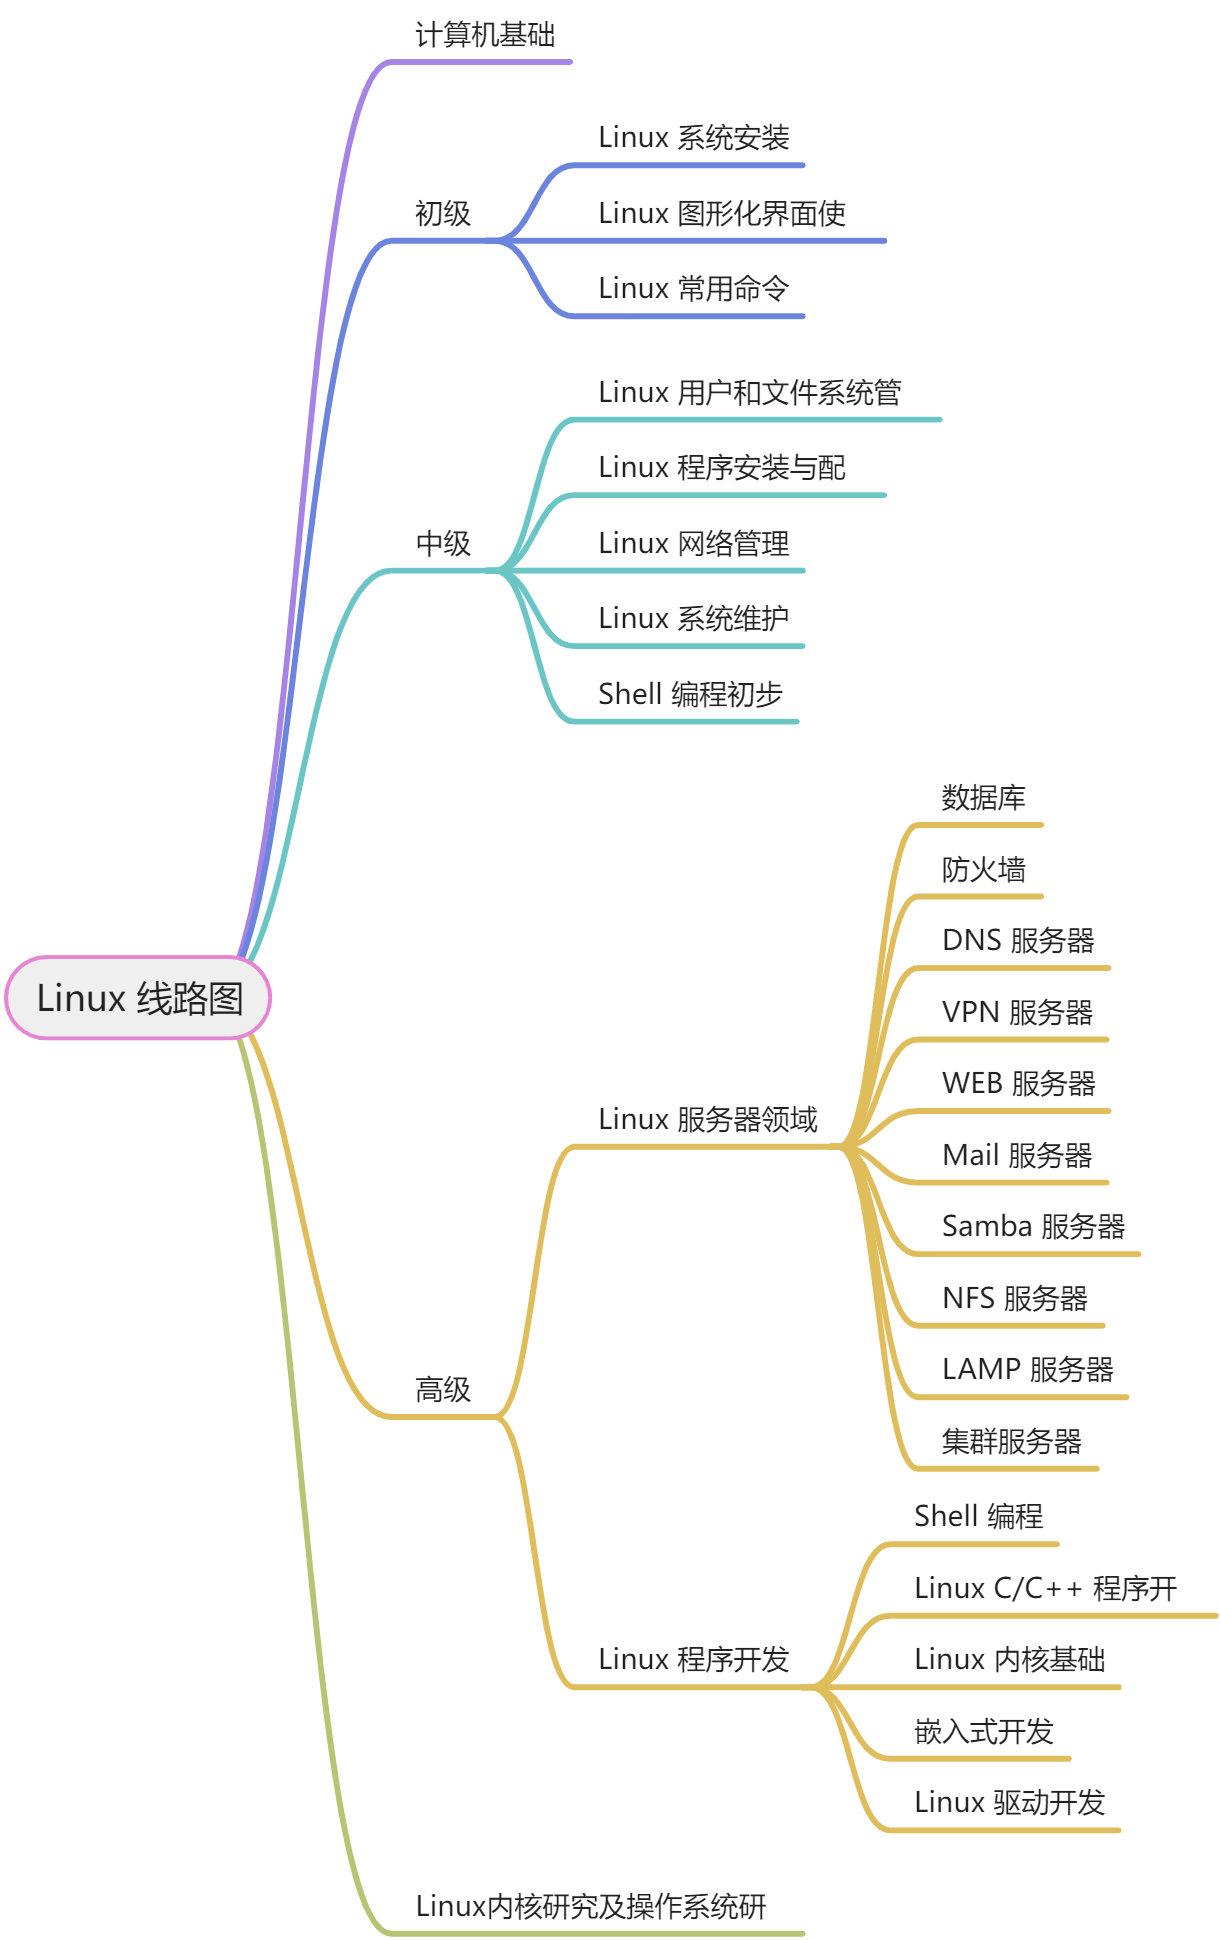 计算机基础
Linux 系统安装
初级
Linux 图形化界面使
Linux 常用命令
Linux 用户和文件系统管
Linux 程序安装与配
中级
Linux 网络管理
Linux 系统维护
Shell 编程初步
数据库
防火墙
DNS 服务器
Linux 线路图
VPN 服务器
WEB 服务器
Linux 服务器领域
Mail 服务器
Samba 服务器
NFS 服务器
LAMP 服务器
高级
集群服务器
Shell 编程
Linux C/C++ 程序开
Linux 程序开发
Linux 内核基础
嵌入式开发
Linux 驱动开发
Linux内核研究及操作系统研